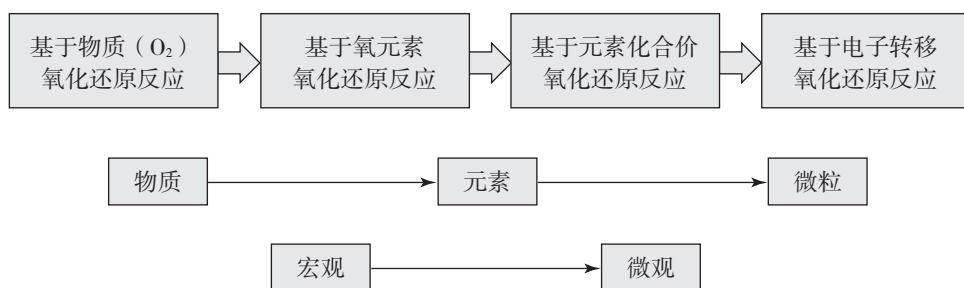 基于物质（O₂）
氧化还原反应
基于氧元素
氧化还原反应
基于元素化合价
氧化还原反应
基于电子转移
氧化还原反应
物质
元素
微粒
宏观
微观